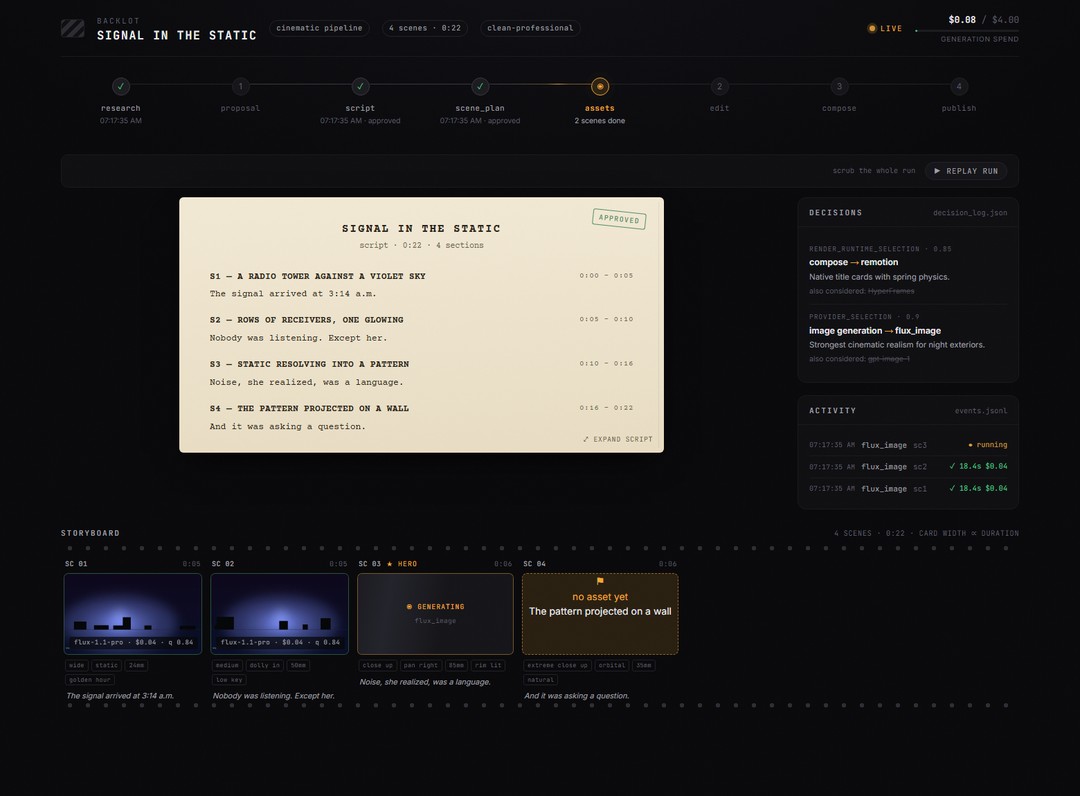 BACKLOT
SIGNAL IN THE STATIC
cinematic pipeline
4 scenes · 0:22
clean-professional
LIVE
$0.08 / $4.00
GENERATION SPEND
✓
1
✓
✓
2
3
4
research
proposal
script
scene_plan
assets
edit
compose
publish
07:17:35 AM
07:17:35 AM · approved
07:17:35 AM · approved
2 scenes done
scrub the whole run
▶ REPLAY RUN
APPROVED
SIGNAL IN THE STATIC
script · 0:22 · 4 sections
S1 — A RADIO TOWER AGAINST A VIOLET SKY
0:00 – 0:05
The signal arrived at 3:14 a.m.
S2 — ROWS OF RECEIVERS, ONE GLOWING
0:05 – 0:10
Nobody was listening. Except her.
S3 — STATIC RESOLVING INTO A PATTERN
0:10 – 0:16
Noise, she realized, was a language.
S4 — THE PATTERN PROJECTED ON A WALL
0:16 – 0:22
And it was asking a question.
⤢ EXPAND SCRIPT
DECISIONS
decision_log.json
RENDER_RUNTIME_SELECTION · 0.85
compose → remotion
Native title cards with spring physics.
also considered: HyperFrames
PROVIDER_SELECTION · 0.9
image generation → flux_image
Strongest cinematic realism for night exteriors.
also considered: gpt-image-1
ACTIVITY
events.jsonl
07:17:35 AM flux_image sc3 ● running
07:17:35 AM flux_image sc2 ✓ 18.4s $0.04
07:17:35 AM flux_image sc1 ✓ 18.4s $0.04
STORYBOARD
4 SCENES · 0:22 · CARD WIDTH ∝ DURATION
SC 01
0:05
flux-1.1-pro · $0.04 · q 0.84
wide
static
24mm
golden hour
The signal arrived at 3:14 a.m.
SC 02
0:05
flux-1.1-pro · $0.04 · q 0.84
medium
dolly in
50mm
low key
Nobody was listening. Except her.
SC 03 ★ HERO
0:06
◉ GENERATING
flux_image
close up
pan right
85mm
rim lit
Noise, she realized, was a language.
SC 04
0:06
⚑
no asset yet
The pattern projected on a wall
extreme close up
orbital
35mm
natural
And it was asking a question.